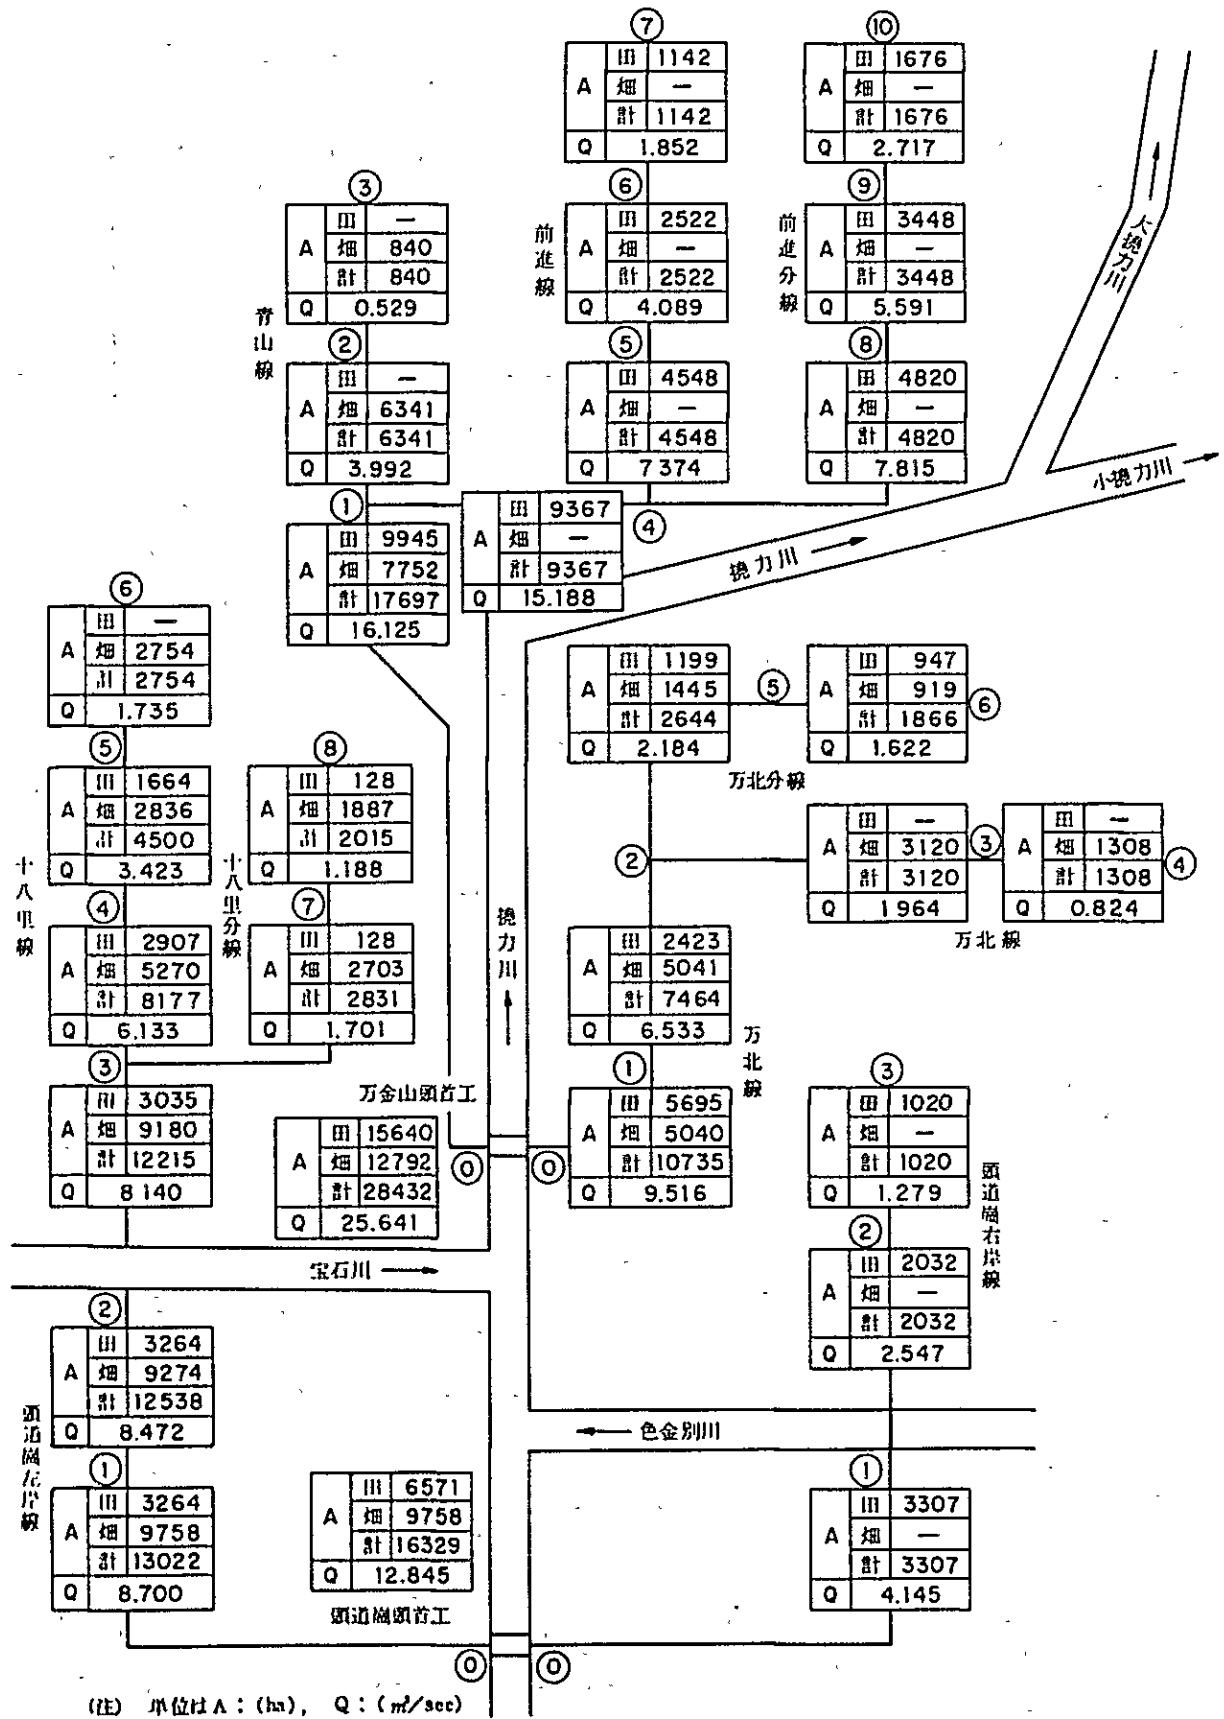 ⑦
A 田 1142
畑 —
計 1142
Q 1.852
⑩
A 田 1676
畑 —
計 1676
Q 2.717
③
A 田 —
畑 840
計 840
Q 0.529
⑥
A 田 2522
畑 —
計 2522
Q 4.089
前進線
⑨
A 田 3448
畑 —
計 3448
Q 5.591
前進分線
大撓力川
青山線
②
A 田 —
畑 6341
計 6341
Q 3.992
⑤
A 田 4548
畑 —
計 4548
Q 7 374
⑧
A 田 4820
畑 —
計 4820
Q 7.815
小撓力川
①
A 田 9945
畑 7752
計 17697
Q 16.125
A 田 9367
畑 —
計 9367
Q 15.188
④
撓力川
⑥
A 田 —
畑 2754
計 2754
Q 1.735
A 田 1199
畑 1445
計 2644
Q 2.184
⑤
A 田 947
畑 919
計 1866
Q 1.622
⑥
万北分線
⑤
A 田 1664
畑 2836
計 4500
Q 3.423
十八里線
⑧
A 田 128
畑 1887
計 2015
Q 1.188
十八里分線
②
A 田 —
畑 3120
計 3120
Q 1 964
③
A 田 —
畑 1308
計 1308
Q 0.824
④
万北線
④
A 田 2907
畑 5270
計 8177
Q 6.133
⑦
A 田 128
畑 2703
計 2831
Q 1.701
撓力川
A 田 2423
畑 5041
計 7464
Q 6.533
万北線
③
A 田 3035
畑 9180
計 12215
Q 8 140
万金山頭首工
A 田 15640
畑 12792
計 28432
Q 25.641
⓪
⓪
①
A 田 5695
畑 5040
計 10735
Q 9.516
③
A 田 1020
畑 —
計 1020
Q 1.279
頭道崗右岸線
宝石川
②
A 田 2032
畑 —
計 2032
Q 2.547
②
A 田 3264
畑 9274
計 12538
Q 8.472
頭道崗左岸線
色金別川
①
A 田 3264
畑 9758
計 13022
Q 8.700
A 田 6571
畑 9758
計 16329
Q 12.845
頭道崗頭首工
①
A 田 3307
畑 —
計 3307
Q 4.145
⓪
⓪
(注) 単位はA：(ha), Q：(㎥/sec)